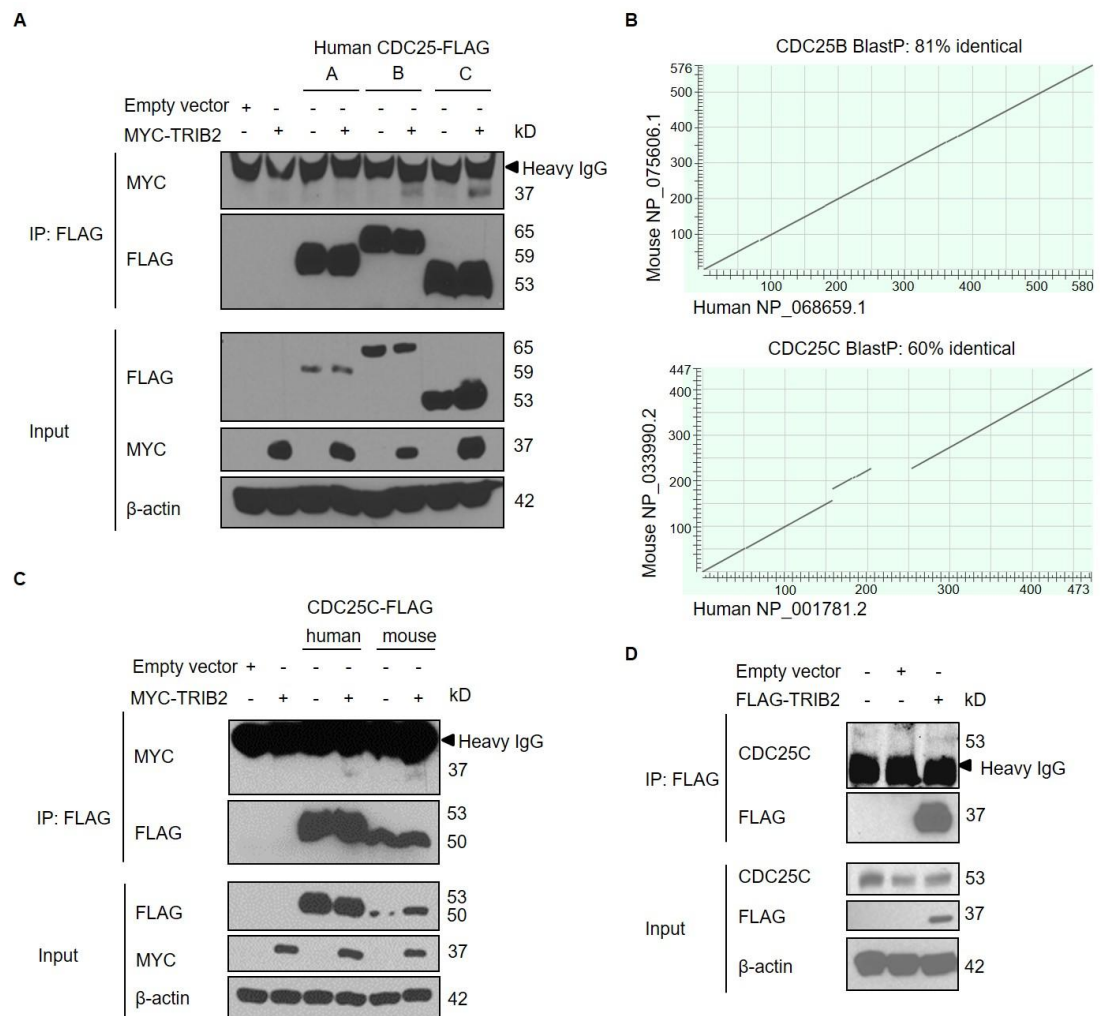 A
Human CDC25-FLAG
A B C
Empty vector + - - - - - - -
MYC-TRIB2 - + - + - + - + kD
IP: FLAG
MYC
Heavy IgG
37
FLAG
65
59
53
Input
FLAG
65
59
53
MYC
37
β-actin
42
B
CDC25B BlastP: 81% identical
Mouse NP_075606.1
576
500
400
300
200
100
100 200 300 400 500 580
Human NP_068659.1
CDC25C BlastP: 60% identical
Mouse NP_033990.2
447
400
300
200
100
100 200 300 400 473
Human NP_001781.2
C
CDC25C-FLAG
human mouse
Empty vector + - - - - -
MYC-TRIB2 - + - + - + kD
IP: FLAG
MYC
Heavy IgG
37
FLAG
53
50
Input
FLAG
53
50
MYC
37
β-actin
42
D
Empty vector - + -
FLAG-TRIB2 - - + kD
IP: FLAG
CDC25C
53
Heavy IgG
FLAG
37
Input
CDC25C
53
FLAG
37
β-actin
42